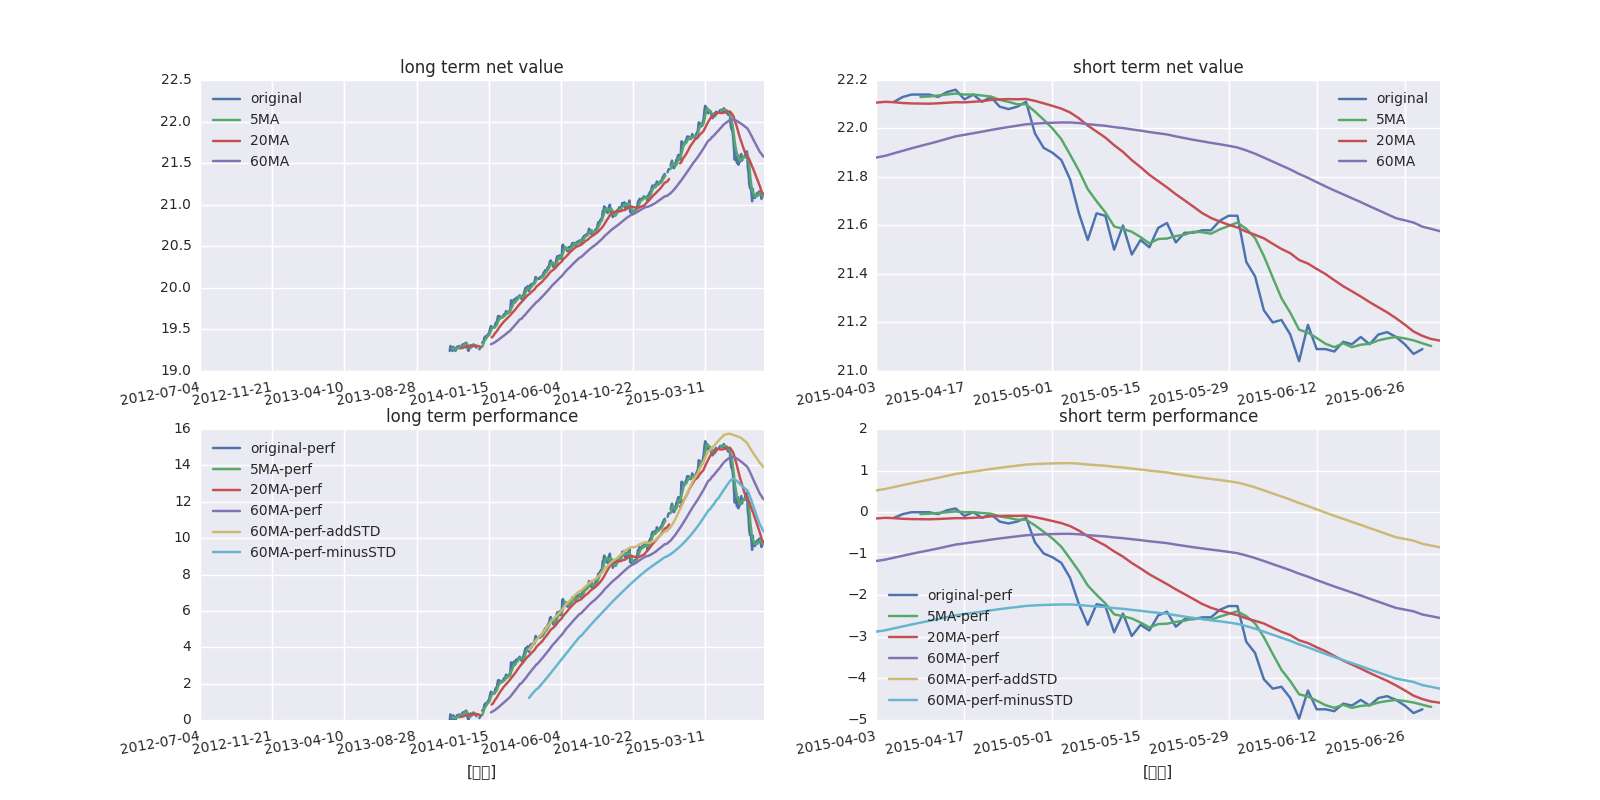 long term net value
22.5
22.0
21.5
21.0
20.5
20.0
19.5
19.0
original
5MA
20MA
60MA
2012-07-04
2012-11-21
2013-04-10
2013-08-28
2014-01-15
2014-06-04
2014-10-22
2015-03-11
short term net value
22.2
22.0
21.8
21.6
21.4
21.2
21.0
original
5MA
20MA
60MA
2015-04-03
2015-04-17
2015-05-01
2015-05-15
2015-05-29
2015-06-12
2015-06-26
long term performance
16
14
12
10
8
6
4
2
0
original-perf
5MA-perf
20MA-perf
60MA-perf
60MA-perf-addSTD
60MA-perf-minusSTD
2012-07-04
2012-11-21
2013-04-10
2013-08-28
2014-01-15
2014-06-04
2014-10-22
2015-03-11
short term performance
2
1
0
−1
−2
−3
−4
−5
original-perf
5MA-perf
20MA-perf
60MA-perf
60MA-perf-addSTD
60MA-perf-minusSTD
2015-04-03
2015-04-17
2015-05-01
2015-05-15
2015-05-29
2015-06-12
2015-06-26